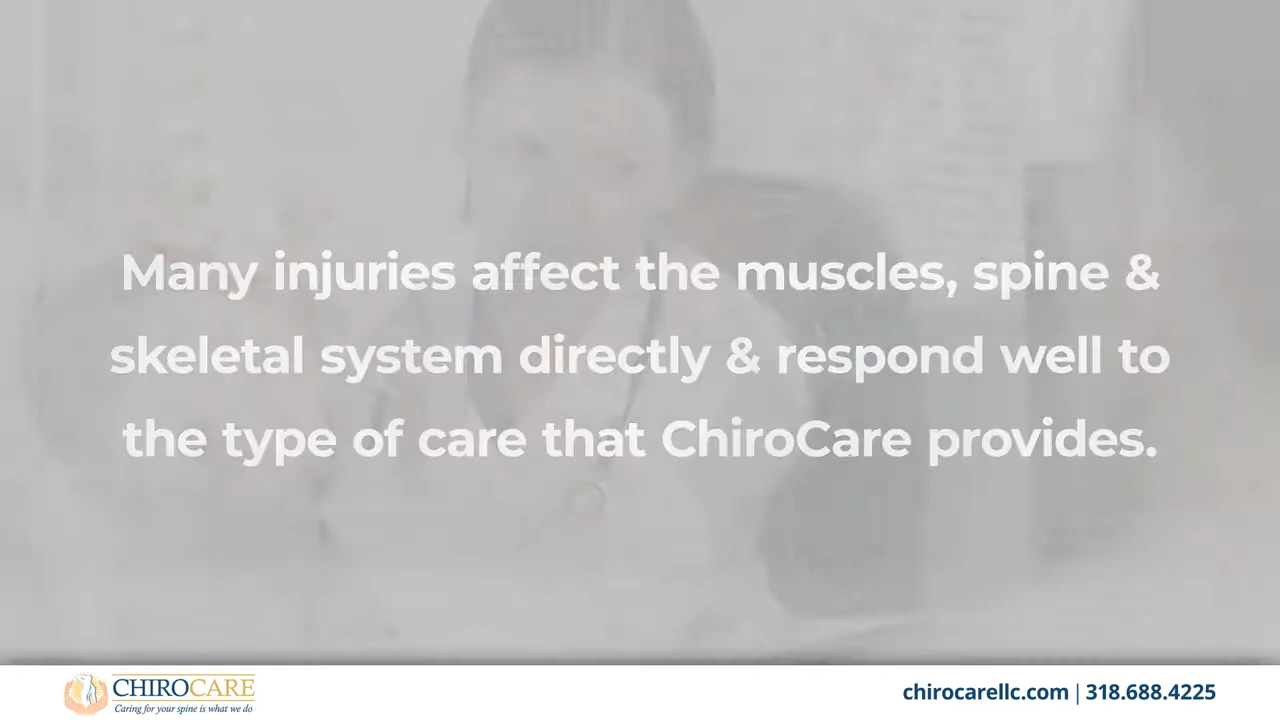 Many injuries affect the muscles, spine &
skeletal system directly & respond well to
the type of care that ChiroCare provides.
CHIROCARE
Caring for your spine is what we do
chirocarellc.com | 318.688.4225